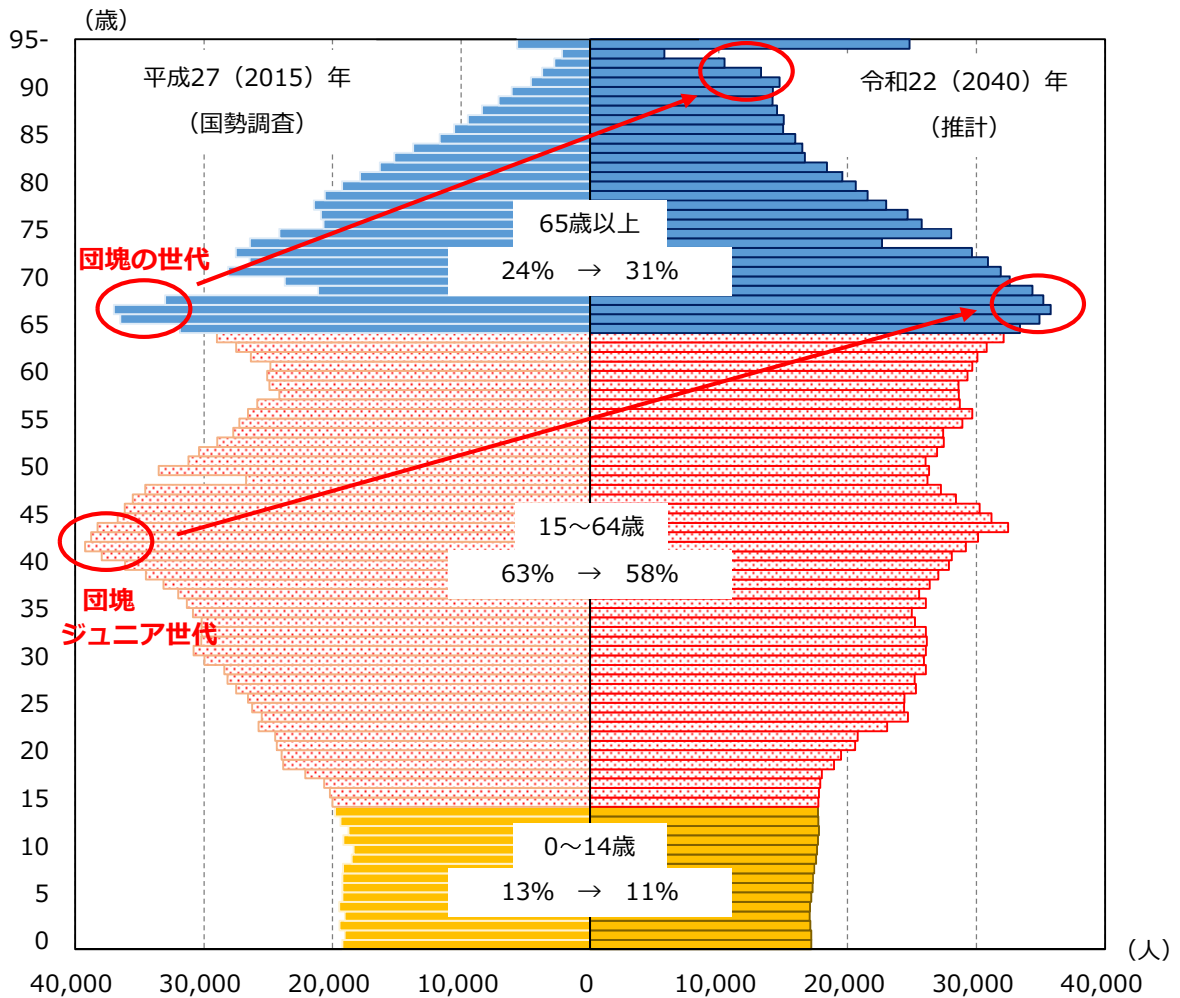 （歳）
95-
平成27（2015）年
（国勢調査）
令和22（2040）年
（推計）
90
85
80
75
65歳以上
24%　→　31%
団塊の世代
70
65
60
55
50
45
15～64歳
63%　→　58%
40
団塊
ジュニア世代
35
30
25
20
15
10
0～14歳
13%　→　11%
5
0
（人）
40,000
30,000
20,000
10,000
0
10,000
20,000
30,000
40,000